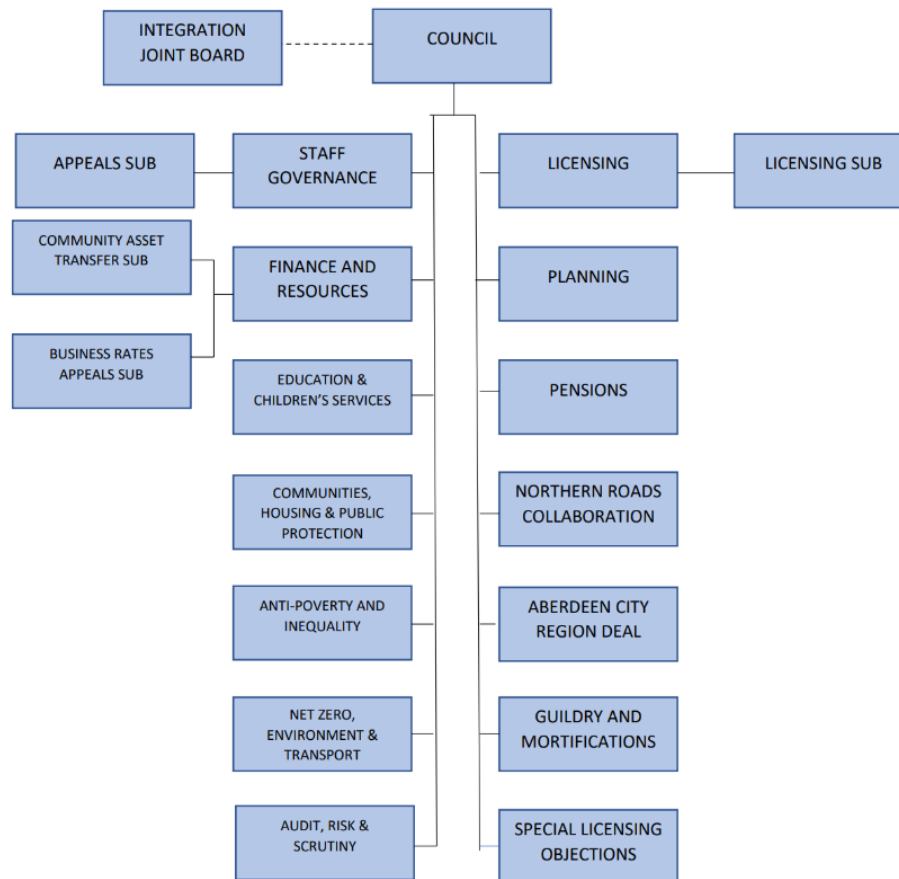 INTEGRATION
JOINT BOARD
COUNCIL
APPEALS SUB
STAFF
GOVERNANCE
LICENSING
LICENSING SUB
COMMUNITY ASSET
TRANSFER SUB
FINANCE AND
RESOURCES
PLANNING
BUSINESS RATES
APPEALS SUB
EDUCATION &
CHILDREN'S SERVICES
PENSIONS
COMMUNITIES,
HOUSING & PUBLIC
PROTECTION
NORTHERN ROADS
COLLABORATION
ANTI-POVERTY AND
INEQUALITY
ABERDEEN CITY
REGION DEAL
NET ZERO,
ENVIRONMENT &
TRANSPORT
GUILDRY AND
MORTIFICATIONS
AUDIT, RISK &
SCRUTINY
SPECIAL LICENSING
OBJECTIONS